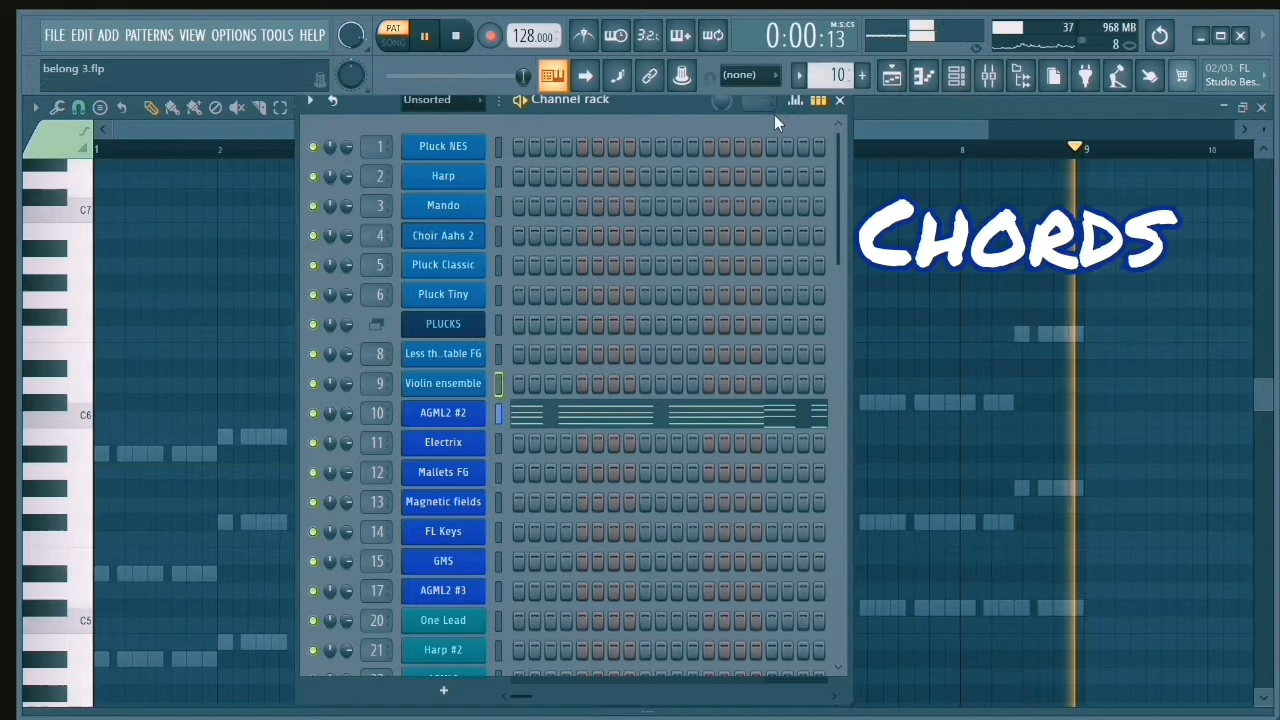 FILE EDIT ADD PATTERNS VIEW OPTIONS TOOLS HELP
PAT
SONG
128.000
3.2.
0:00:13
M:S:CS
37
968 MB
8
belong 3.flp
(none)
10
02/03 FL
Studio Bes..
Unsorted
Channel rack
1
2
8
9
10
C7
C6
C5
Chords
1 Pluck NES
2 Harp
3 Mando
4 Choir Aahs 2
5 Pluck Classic
6 Pluck Tiny
PLUCKS
8 Less th..table FG
9 Violin ensemble
10 AGML2 #2
11 Electrix
12 Mallets FG
13 Magnetic fields
14 FL Keys
15 GMS
17 AGML2 #3
20 One Lead
21 Harp #2